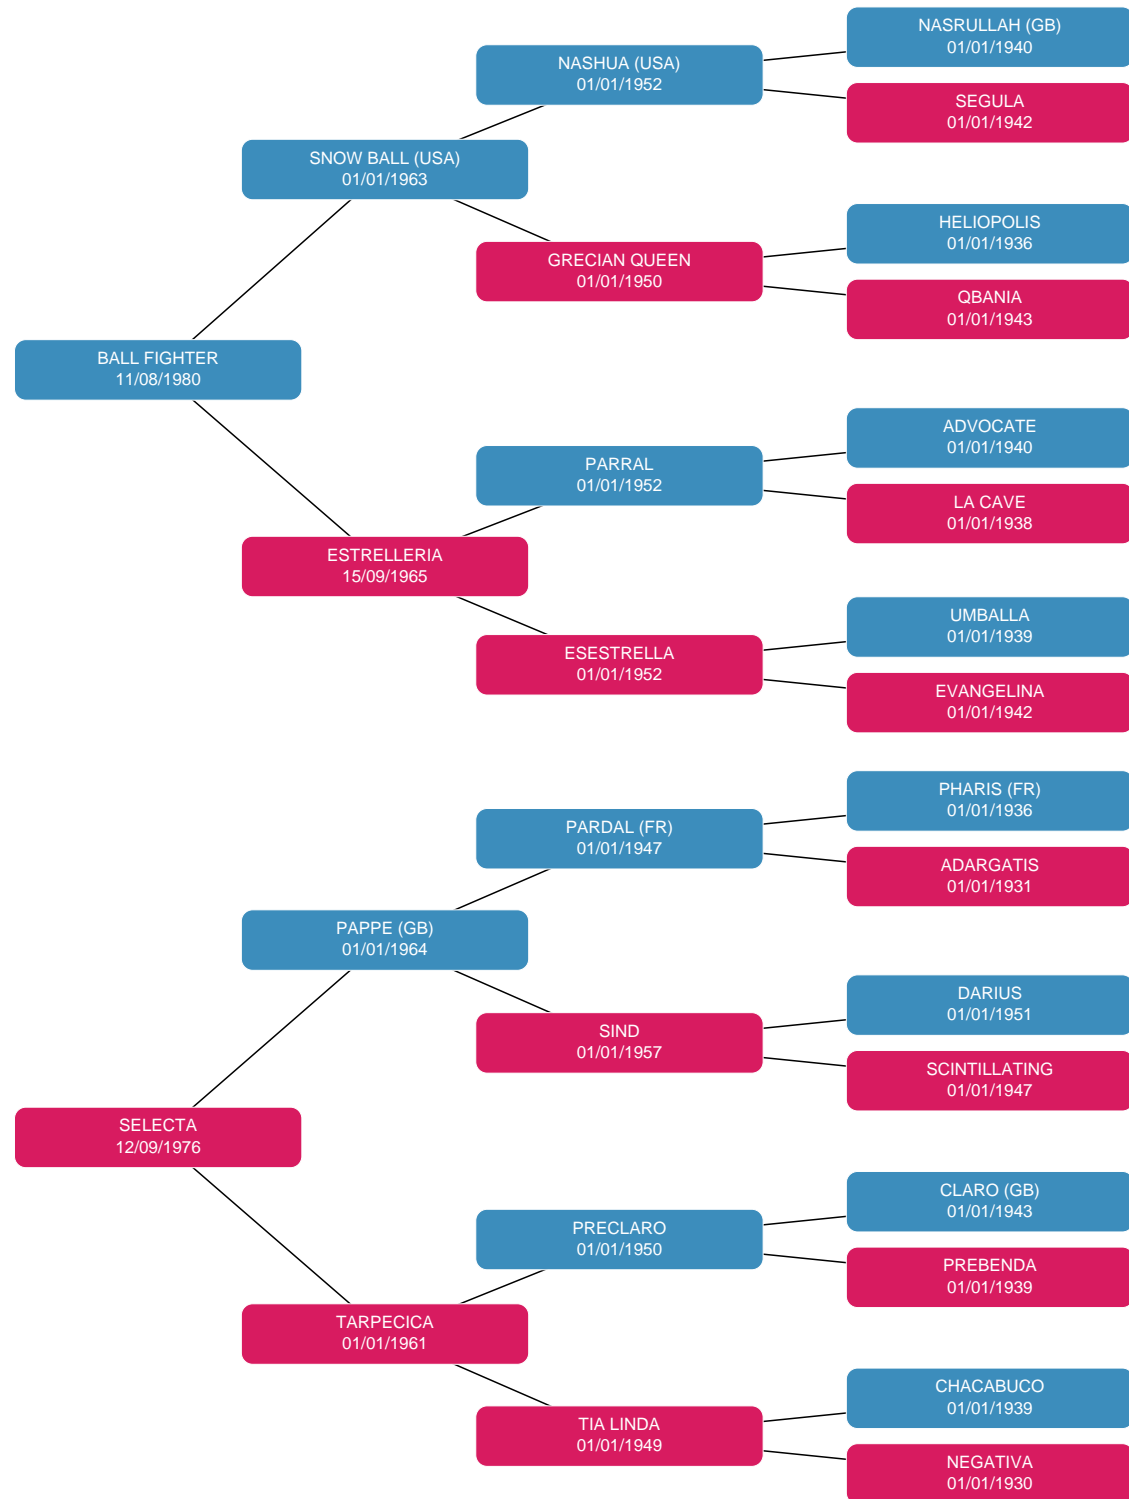 NASRULLAH (GB)
01/01/1940
NASHUA (USA)
01/01/1952
SEGULA
01/01/1942
SNOW BALL (USA)
01/01/1963
HELIOPOLIS
01/01/1936
GRECIAN QUEEN
01/01/1950
QBANIA
01/01/1943
BALL FIGHTER
11/08/1980
ADVOCATE
01/01/1940
PARRAL
01/01/1952
LA CAVE
01/01/1938
ESTRELLERIA
15/09/1965
UMBALLA
01/01/1939
ESESTRELLA
01/01/1952
EVANGELINA
01/01/1942
PHARIS (FR)
01/01/1936
PARDAL (FR)
01/01/1947
ADARGATIS
01/01/1931
PAPPE (GB)
01/01/1964
DARIUS
01/01/1951
SIND
01/01/1957
SCINTILLATING
01/01/1947
SELECTA
12/09/1976
CLARO (GB)
01/01/1943
PRECLARO
01/01/1950
PREBENDA
01/01/1939
TARPECICA
01/01/1961
CHACABUCO
01/01/1939
TIA LINDA
01/01/1949
NEGATIVA
01/01/1930